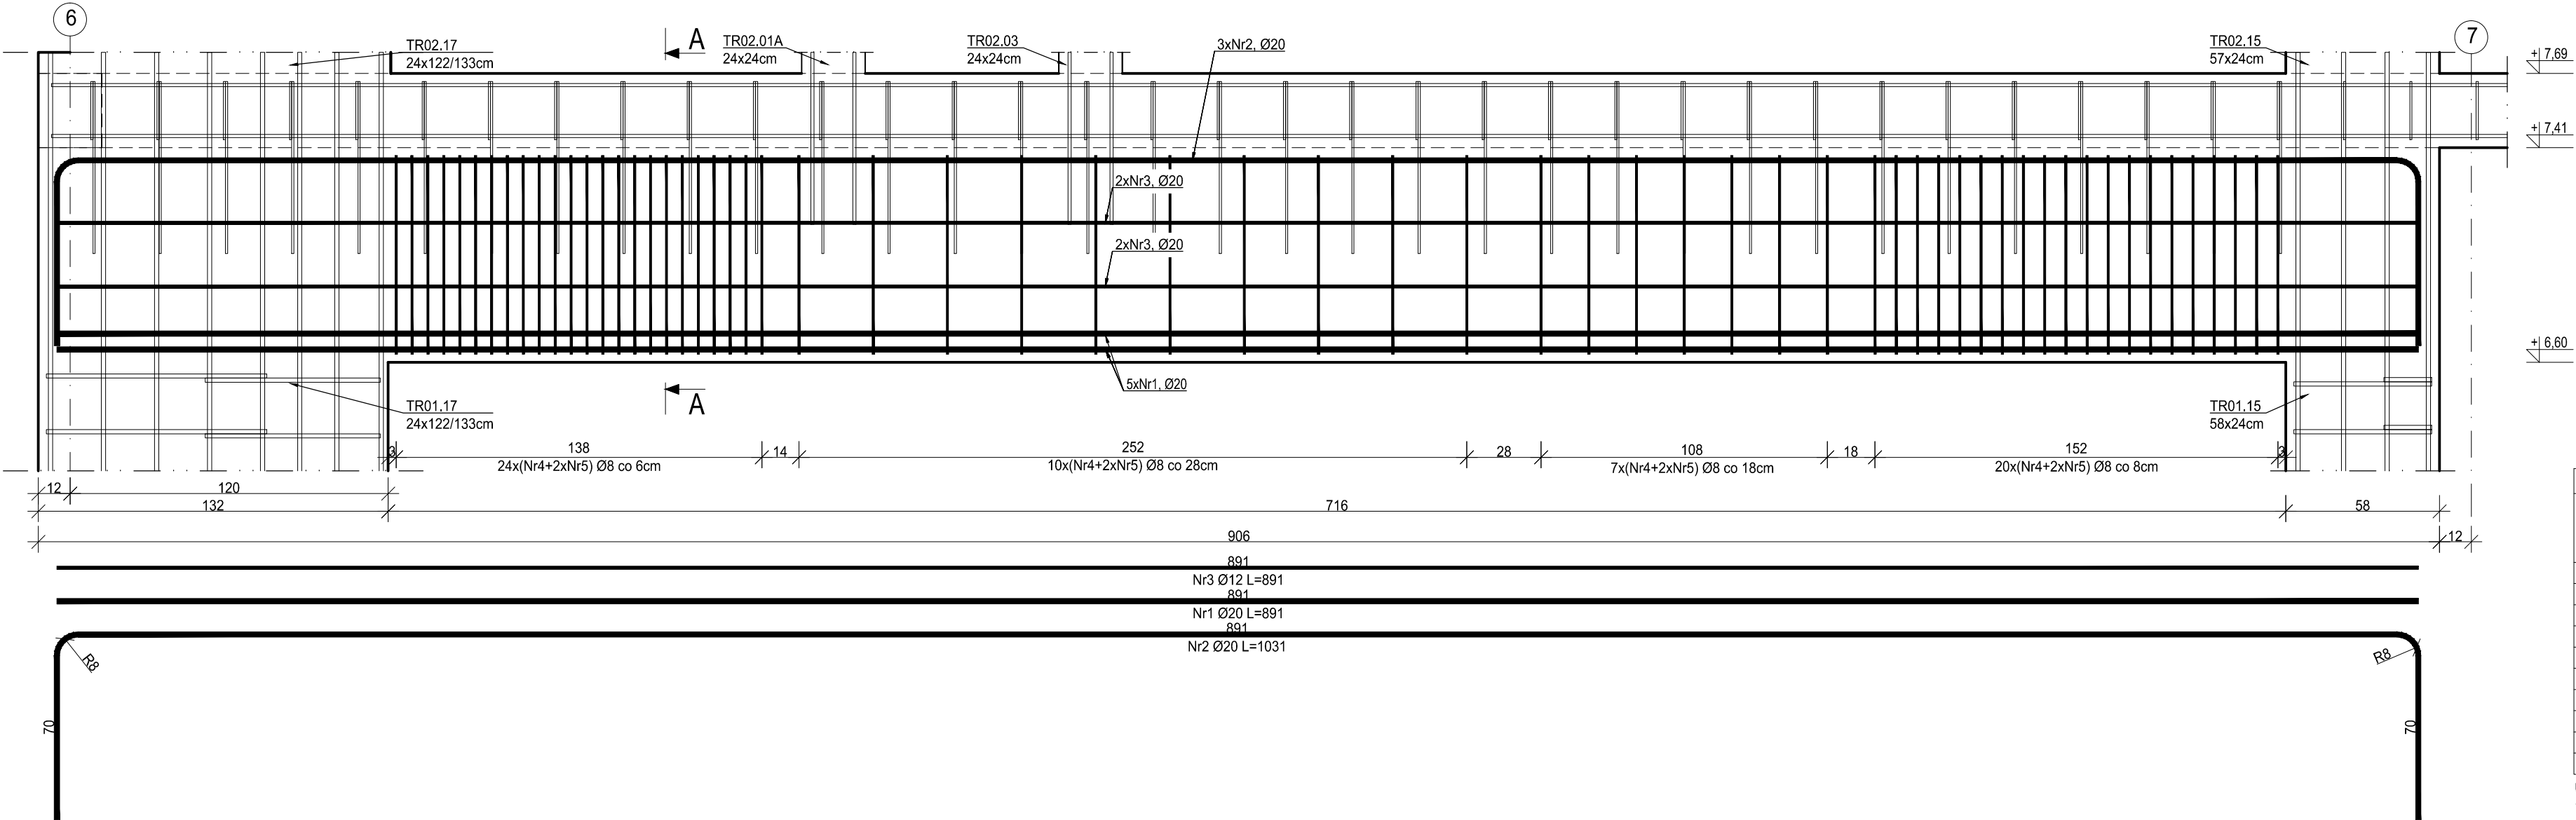 6
TR02.17
24x122/133cm
A
TR02.01A
24x24cm
TR02.03
24x24cm
3xNr2, Ø20
TR02.15
57x24cm
7
+ 7,69
+ 7,41
2xNr3, Ø20
2xNr3, Ø20
+ 6,60
5xNr1, Ø20
A
TR01.17
24x122/133cm
TR01.15
58x24cm
3
138
24x(Nr4+2xNr5) Ø8 co 6cm
14
252
10x(Nr4+2xNr5) Ø8 co 28cm
28
108
7x(Nr4+2xNr5) Ø8 co 18cm
18
152
20x(Nr4+2xNr5) Ø8 co 8cm
3
12
120
132
716
58
906
12
891
Nr3 Ø12 L=891
891
Nr1 Ø20 L=891
891
Nr2 Ø20 L=1031
R8
R8
70
70